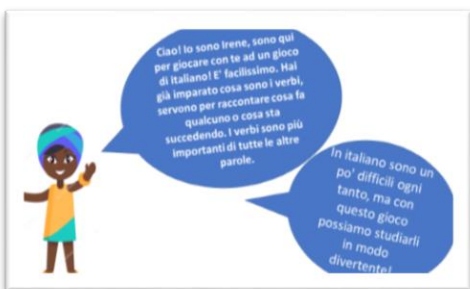 Ciao! Io sono Irene, sono qui
per giocare con te ad un gioco
di Italiano! E' facilissimo. Hai
già imparato cosa sono i verbi,
servono per raccontare cosa fa
qualcuno o cosa sta
succedendo. I verbi sono più
importanti di tutte le altre
parole.
In italiano sono un
po' difficili ogni
tanto, ma con
questo gioco
possiamo studiarli
in modo
divertente!